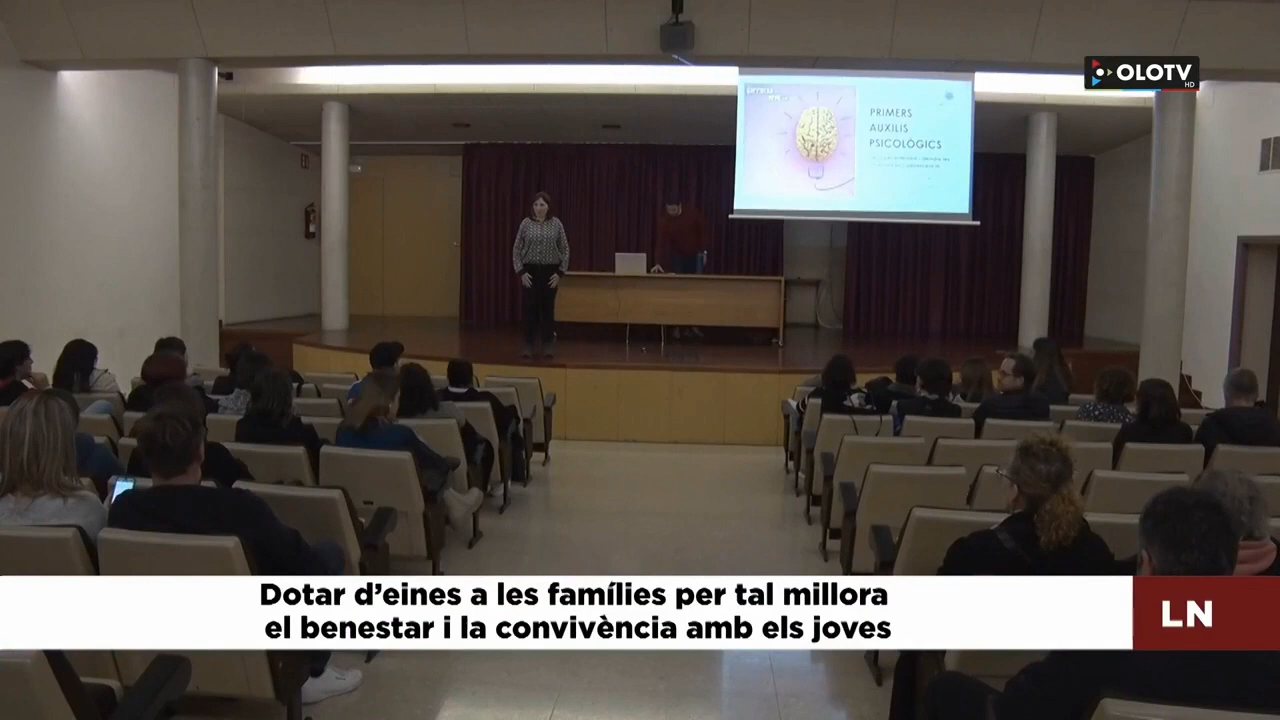 OLOTV
HD
PRIMERS
AUXILIS
PSICOLÒGICS
Dotar d'eines a les famílies per tal millora
el benestar i la convivència amb els joves
LN